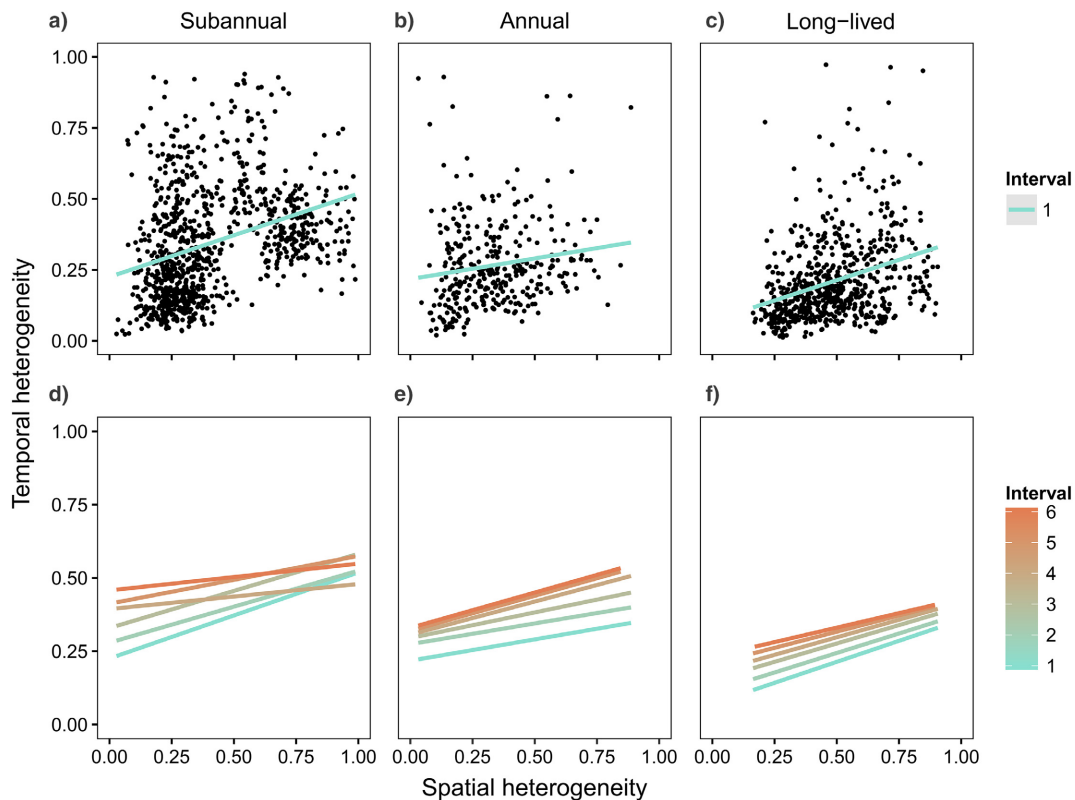 a) Subannual
b) Annual
c) Long−lived
1.00
0.75
0.50
0.25
0.00
Interval
1
Temporal heterogeneity
d)
e)
f)
1.00
0.75
0.50
0.25
0.00
0.00 0.25 0.50 0.75 1.00
0.00 0.25 0.50 0.75 1.00
0.00 0.25 0.50 0.75 1.00
Spatial heterogeneity
Interval
6
5
4
3
2
1